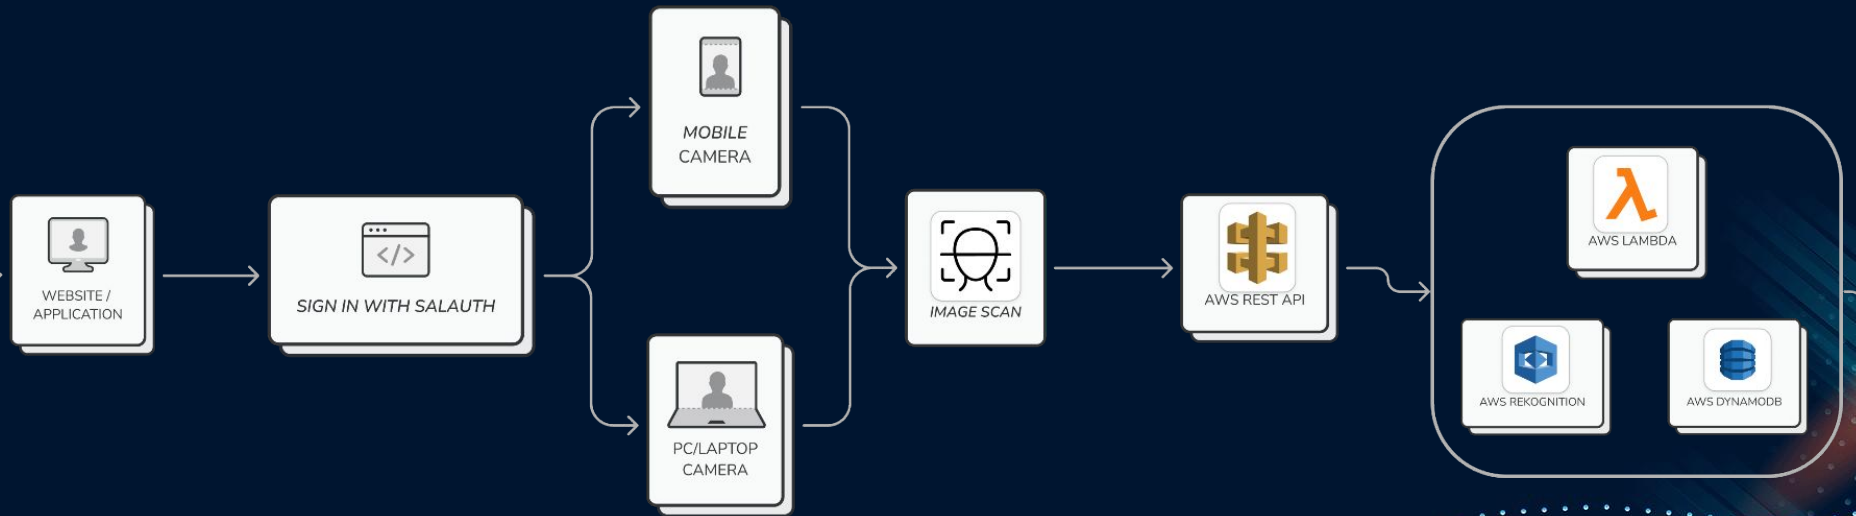 WEBSITE /
APPLICATION
SIGN IN WITH SALAUTH
MOBILE
CAMERA
PC/LAPTOP
CAMERA
IMAGE SCAN
AWS REST API
AWS LAMBDA
AWS REKOGNITION
AWS DYNAMODB